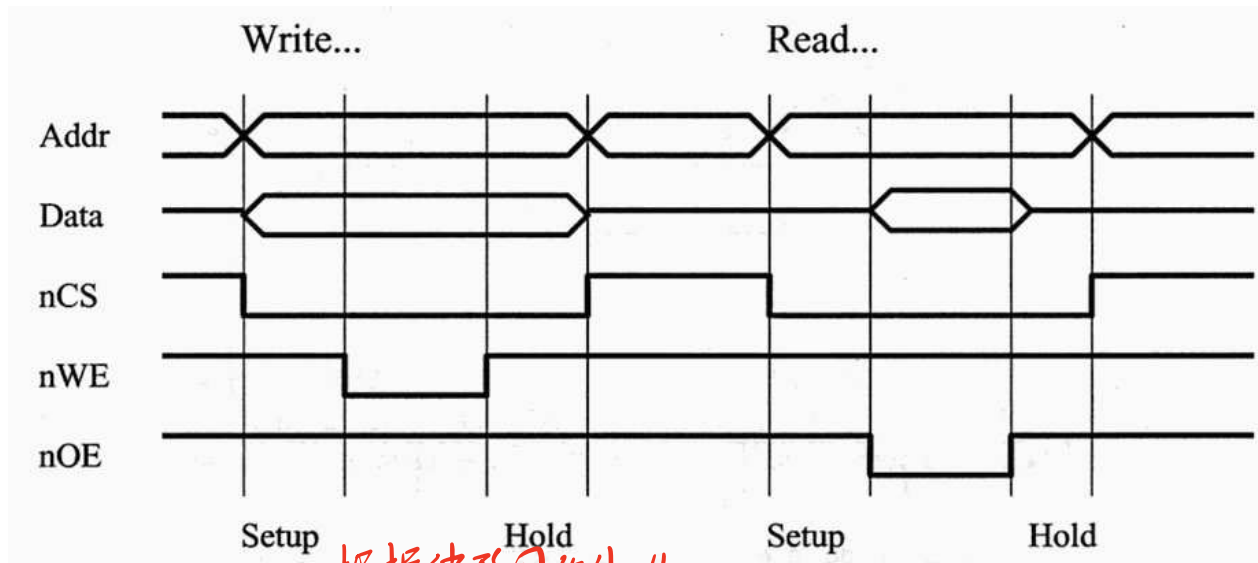 Write... Read...
Addr
Data
nCS
nWE
nOE
Setup Hold Setup Hold